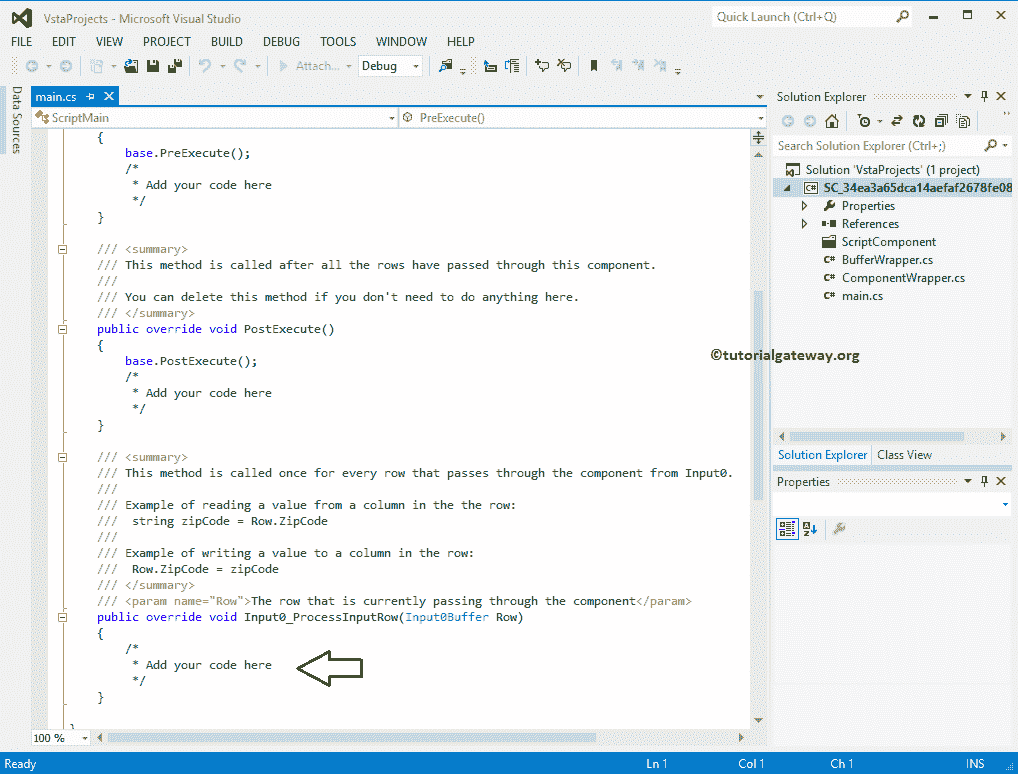 VstaProjects - Microsoft Visual Studio
Quick Launch (Ctrl+Q)
FILE EDIT VIEW PROJECT BUILD DEBUG TOOLS WINDOW HELP
Attach... Debug
Data Sources
main.cs
ScriptMain PreExecute()
{
base.PreExecute();
/*
* Add your code here
*/
}
/// <summary>
/// This method is called after all the rows have passed through this component.
///
/// You can delete this method if you don't need to do anything here.
/// </summary>
public override void PostExecute()
{
base.PostExecute();
/*
* Add your code here
*/
}
/// <summary>
/// This method is called once for every row that passes through the component from Input0.
///
/// Example of reading a value from a column in the the row:
///  string zipCode = Row.ZipCode
///
/// Example of writing a value to a column in the row:
///  Row.ZipCode = zipCode
/// </summary>
/// <param name="Row">The row that is currently passing through the component</param>
public override void Input0_ProcessInputRow(Input0Buffer Row)
{
/*
* Add your code here
*/
}
}
100 %
Solution Explorer
Search Solution Explorer (Ctrl+;)
Solution 'VstaProjects' (1 project)
C# SC_34ea3a65dca14aefaf2678fe08
Properties
References
ScriptComponent
C# BufferWrapper.cs
C# ComponentWrapper.cs
C# main.cs
©tutorialgateway.org
Solution Explorer Class View
Properties
Ready Ln 1 Col 1 Ch 1 INS